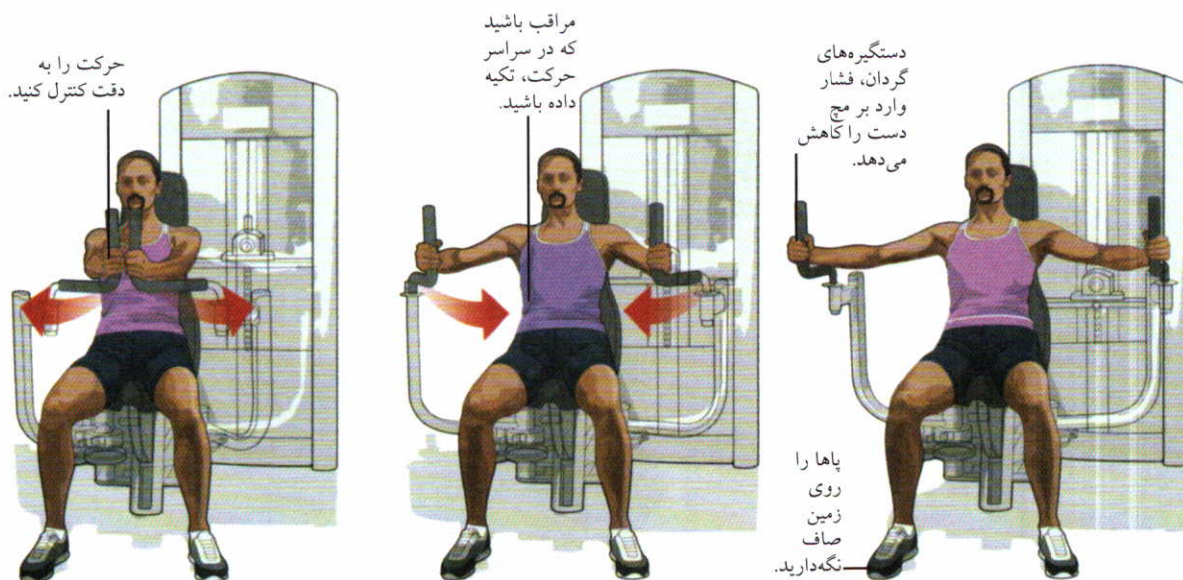 دستگیره‌های
گردان، فشار
وارد بر مچ
دست را کاهش
می‌دهد.
پاها را
روی
زمین
صاف
نگه‌دارید.
مراقب باشید
که در سراسر
حرکت، تکیه
داده باشید.
حرکت را به
دقت کنترل کنید.